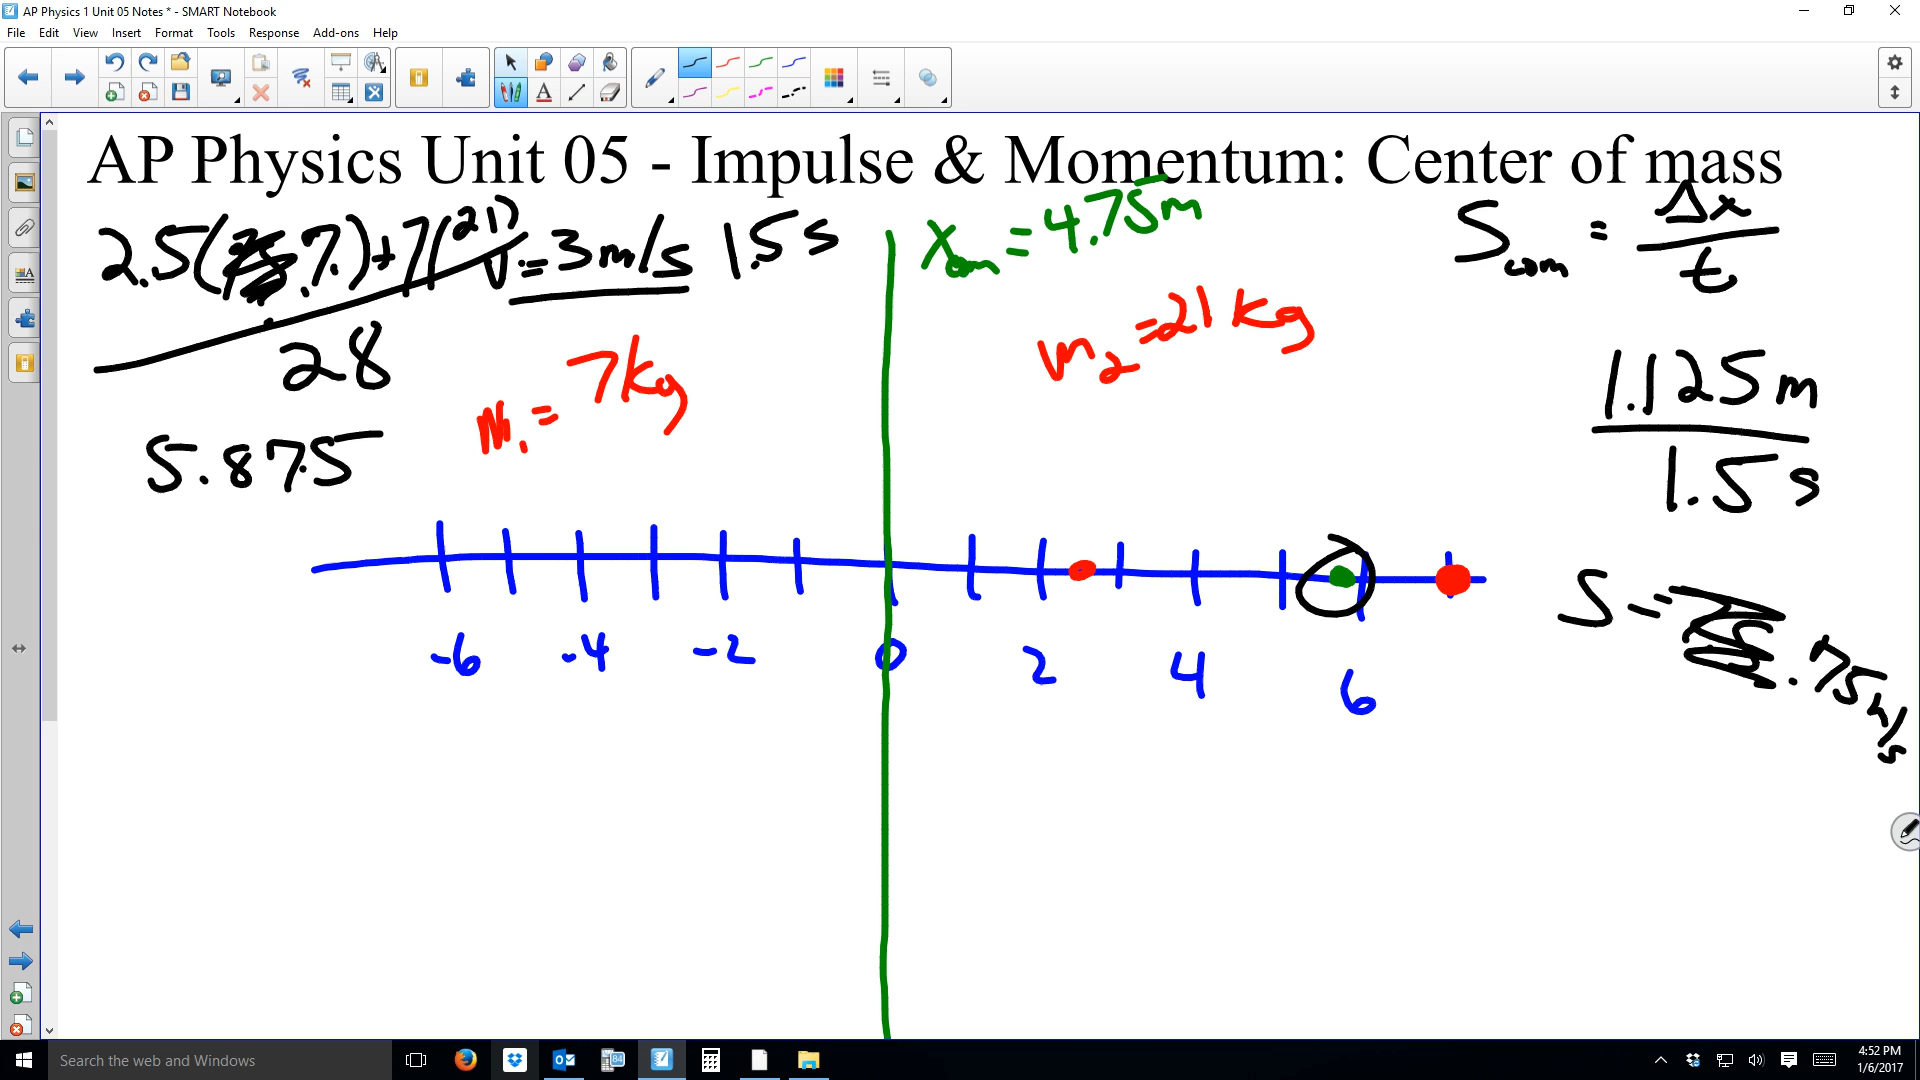 AP Physics 1 Unit 05 Notes * - SMART Notebook
File Edit View Insert Format Tools Response Add-ons Help
AP Physics Unit 05 - Impulse & Momentum: Center of mass
2.5( .7.)+7(21)
28
v.=3m/s 1.5s
5.875
m₁ = 7kg
xcom = 4.75m
m₂=21kg
Scom = Δx
t
1.125m
1.5s
S= .75m/s
-6 -4 -2 0 2 4 6
Search the web and Windows
84
4:52 PM
1/6/2017